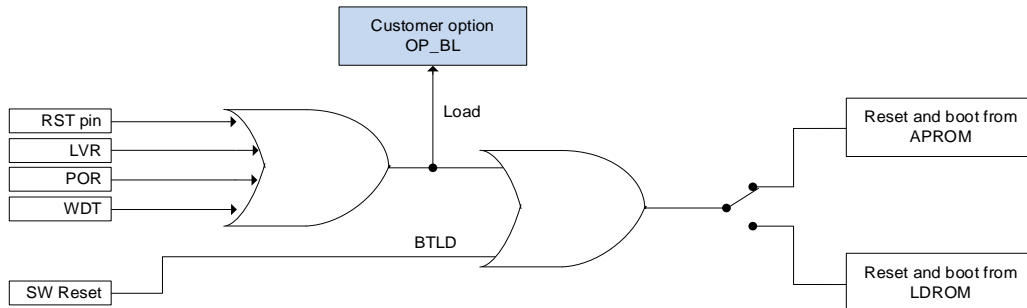 Customer option
OP_BL
RST pin
LVR
POR
WDT
Load
Reset and boot from
APROM
BTLD
SW Reset
Reset and boot from
LDROM